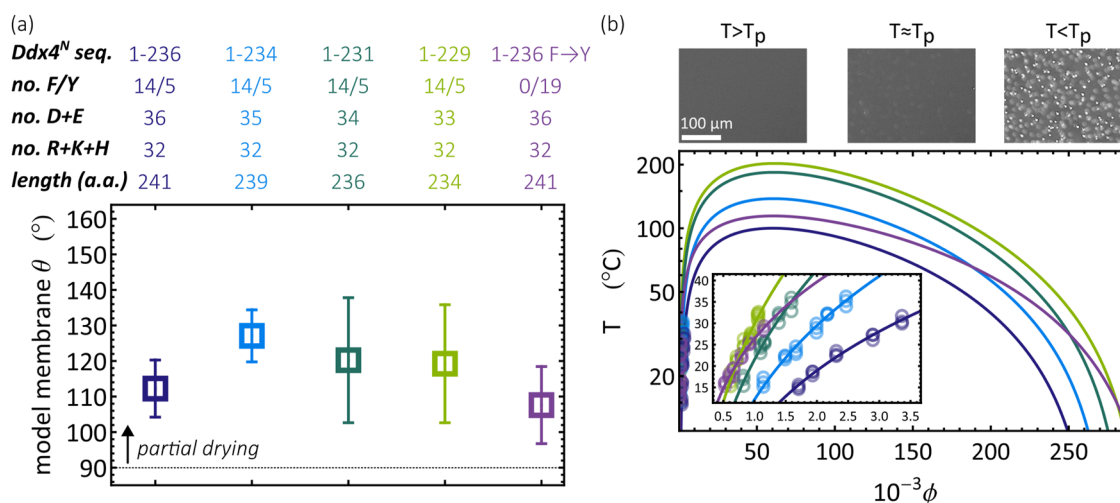 (a)
Ddx4ᴺ seq. 1-236 1-234 1-231 1-229 1-236 F→Y
no. F/Y 14/5 14/5 14/5 14/5 0/19
no. D+E 36 35 34 33 36
no. R+K+H 32 32 32 32 32
length (a.a.) 241 239 236 234 241
model membrane θ (°)
160
150
140
130
120
110
100
90
partial drying
(b)
T>Tₚ T≈Tₚ T<Tₚ
100 μm
T (°C)
200
100
50
20
40
35
30
25
20
15
0.5 1.0 1.5 2.0 2.5 3.0 3.5
0 50 100 150 200 250
10⁻³ϕ